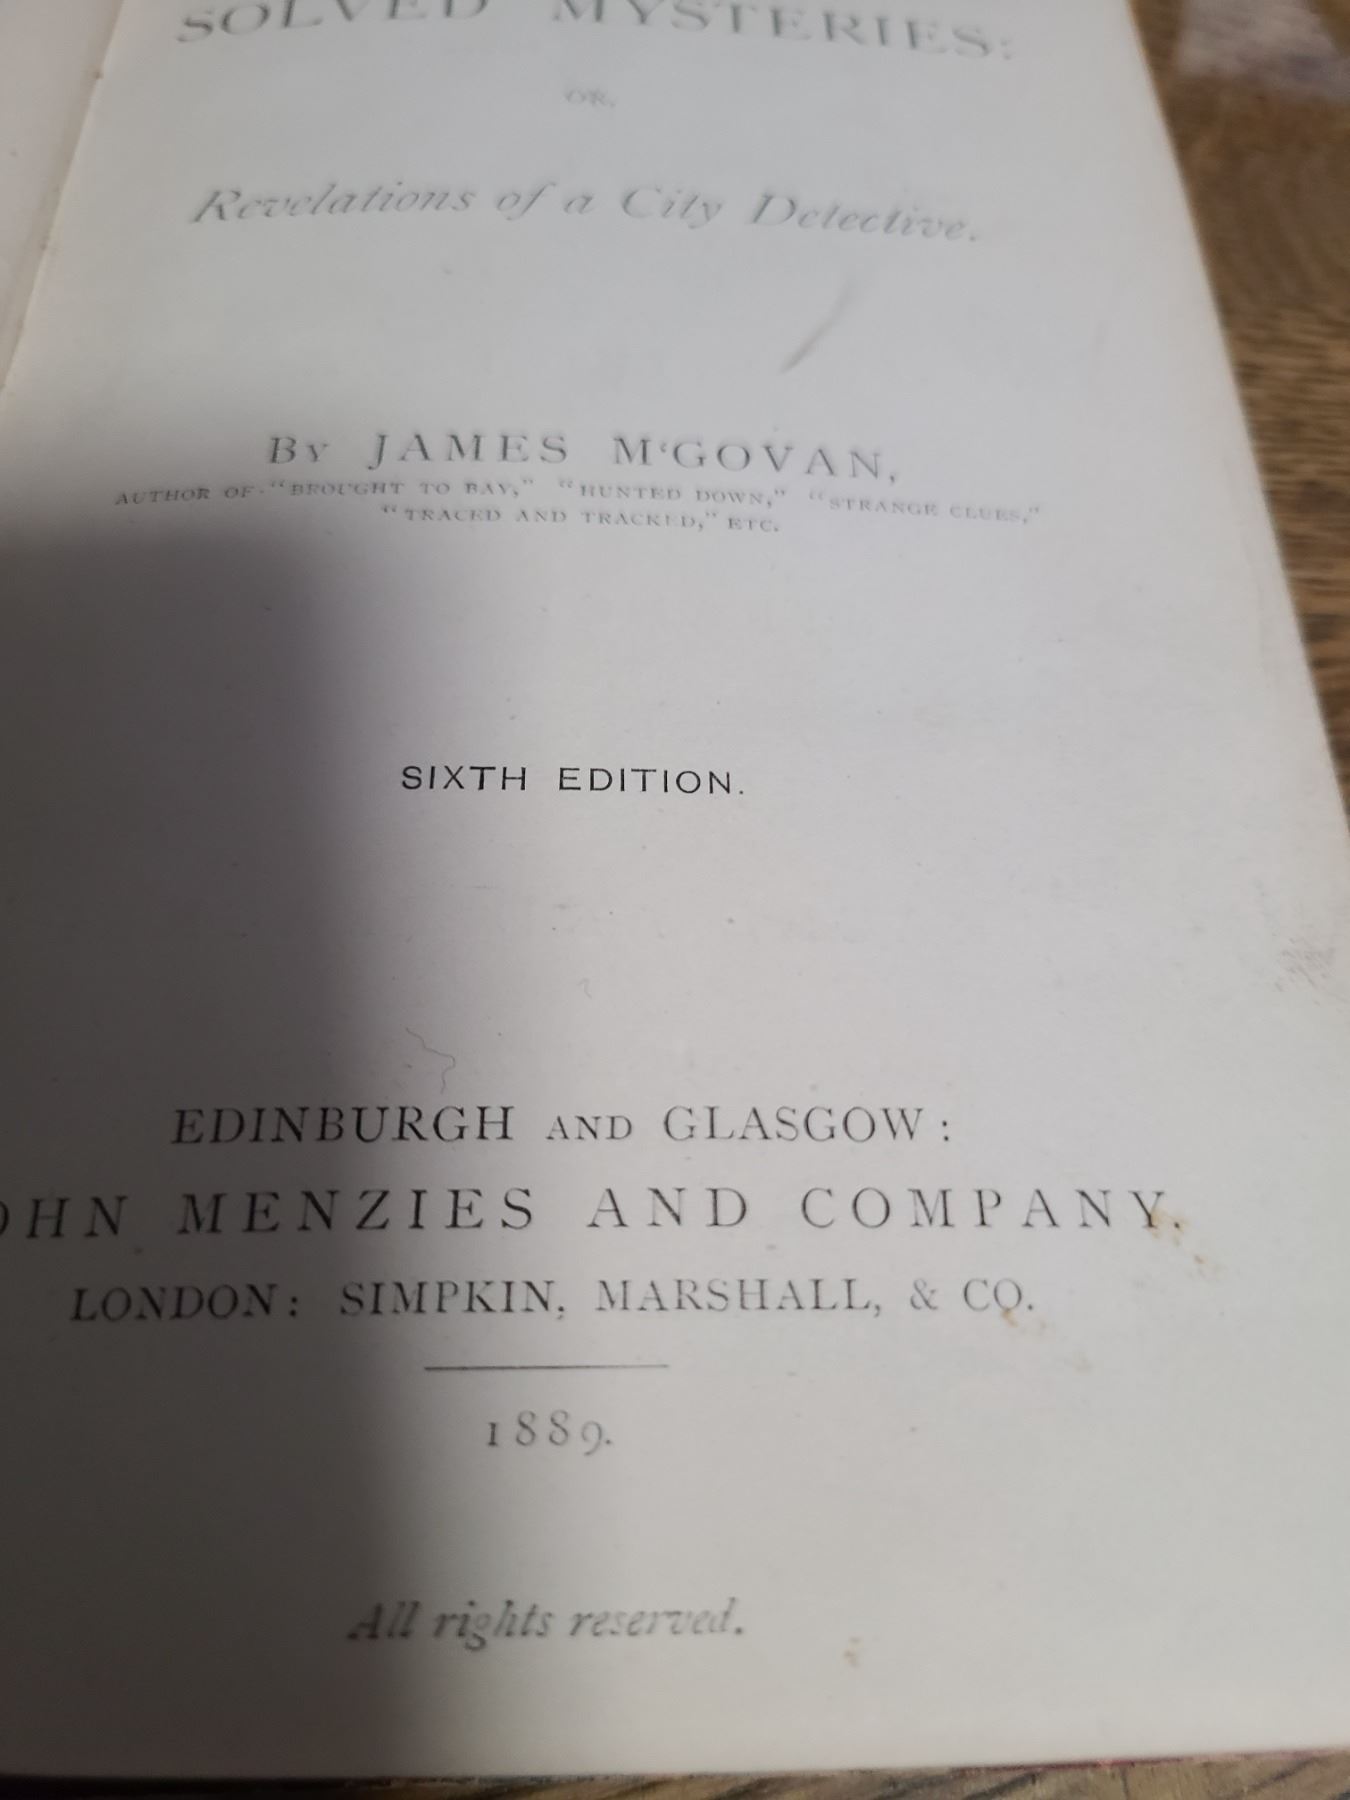 SOLVED MYSTERIES:
OR,
Revelations of a City Detective.
By JAMES M‘GOVAN,
AUTHOR OF "BROUGHT TO BAY," "HUNTED DOWN," "STRANGE CLUES,"
"TRACED AND TRACKED," ETC.
SIXTH EDITION.
EDINBURGH AND GLASGOW:
OHN MENZIES AND COMPANY.
LONDON: SIMPKIN, MARSHALL, & CO.
1889.
All rights reserved.